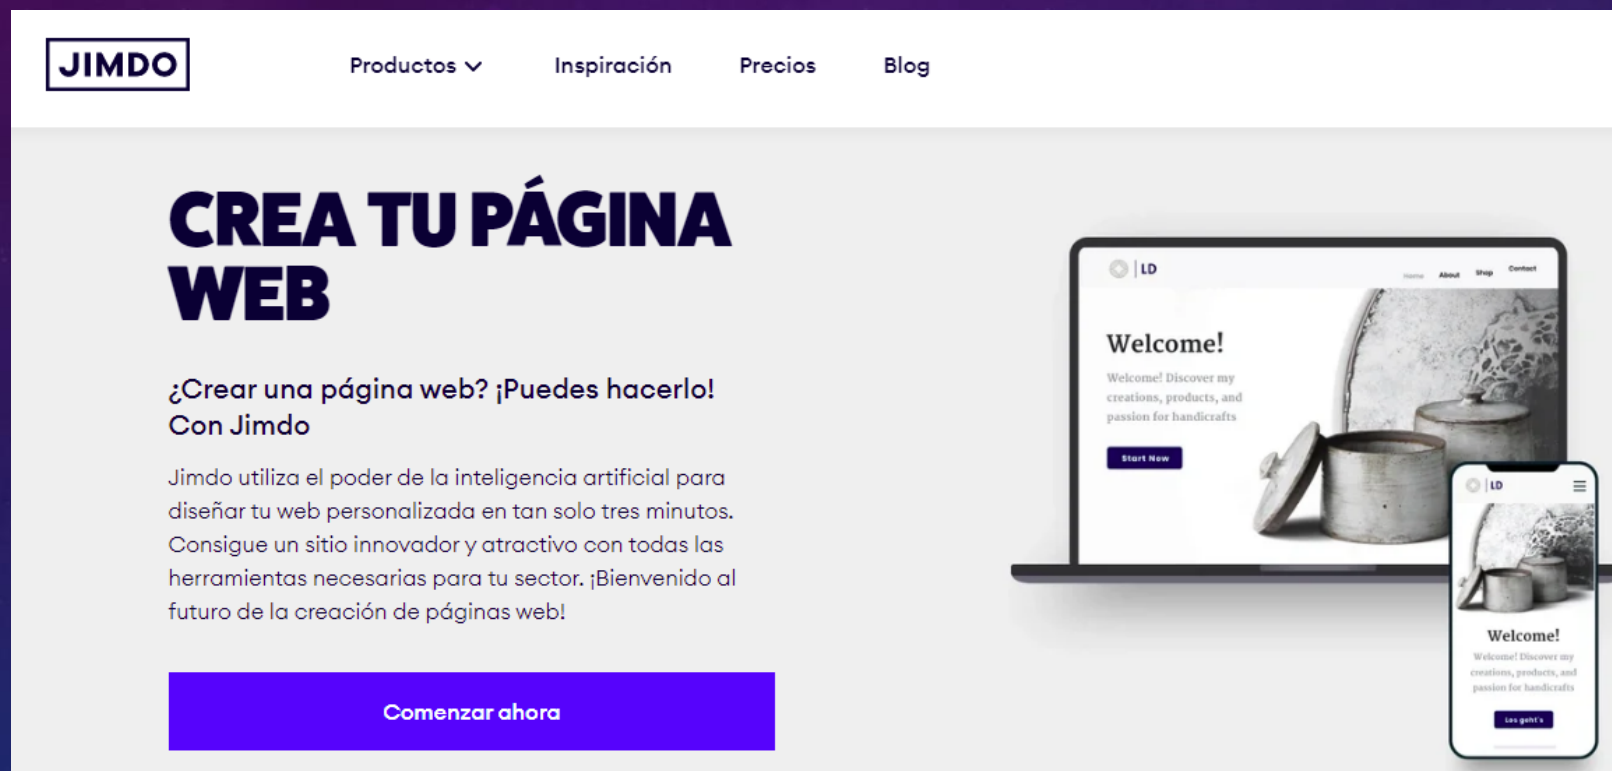 JIMDO
Productos
Inspiración
Precios
Blog
CREA TU PÁGINA
WEB
¿Crear una página web? ¡Puedes hacerlo!
Con Jimdo
Jimdo utiliza el poder de la inteligencia artificial para
diseñar tu web personalizada en tan solo tres minutos.
Consigue un sitio innovador y atractivo con todas las
herramientas necesarias para tu sector. ¡Bienvenido al
futuro de la creación de páginas web!
Comenzar ahora
LD
Home About Shop Contact
Welcome!
Welcome! Discover my
creations, products, and
passion for handicrafts
Start Now
LD
Welcome!
Welcome! Discover my
creations, products, and
passion for handicrafts
Los geht's